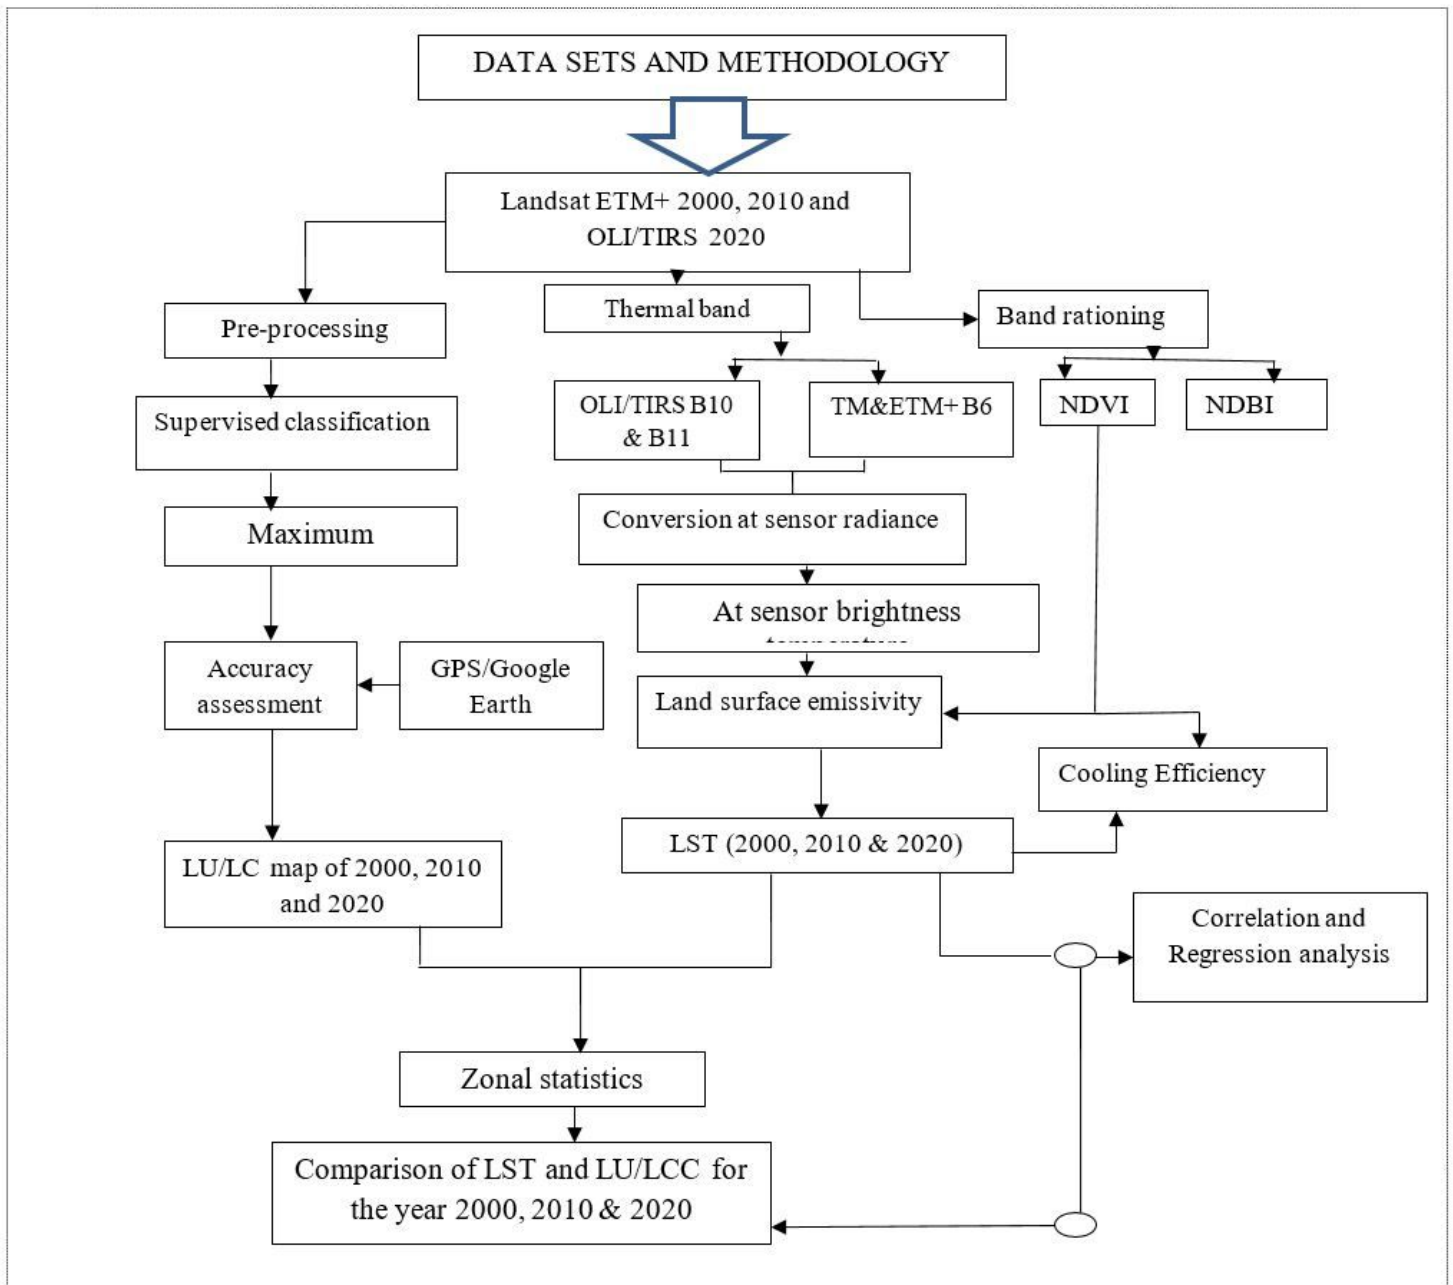 DATA SETS AND METHODOLOGY
Landsat ETM+ 2000, 2010 and
OLI/TIRS 2020
Thermal band
Band rationing
Pre-processing
OLI/TIRS B10
& B11
TM&ETM+ B6
NDVI
NDBI
Supervised classification
Conversion at sensor radiance
Maximum
At sensor brightness
Accuracy
assessment
GPS/Google
Earth
Land surface emissivity
Cooling Efficiency
LST (2000, 2010 & 2020)
LU/LC map of 2000, 2010
and 2020
Correlation and
Regression analysis
Zonal statistics
Comparison of LST and LU/LCC for
the year 2000, 2010 & 2020